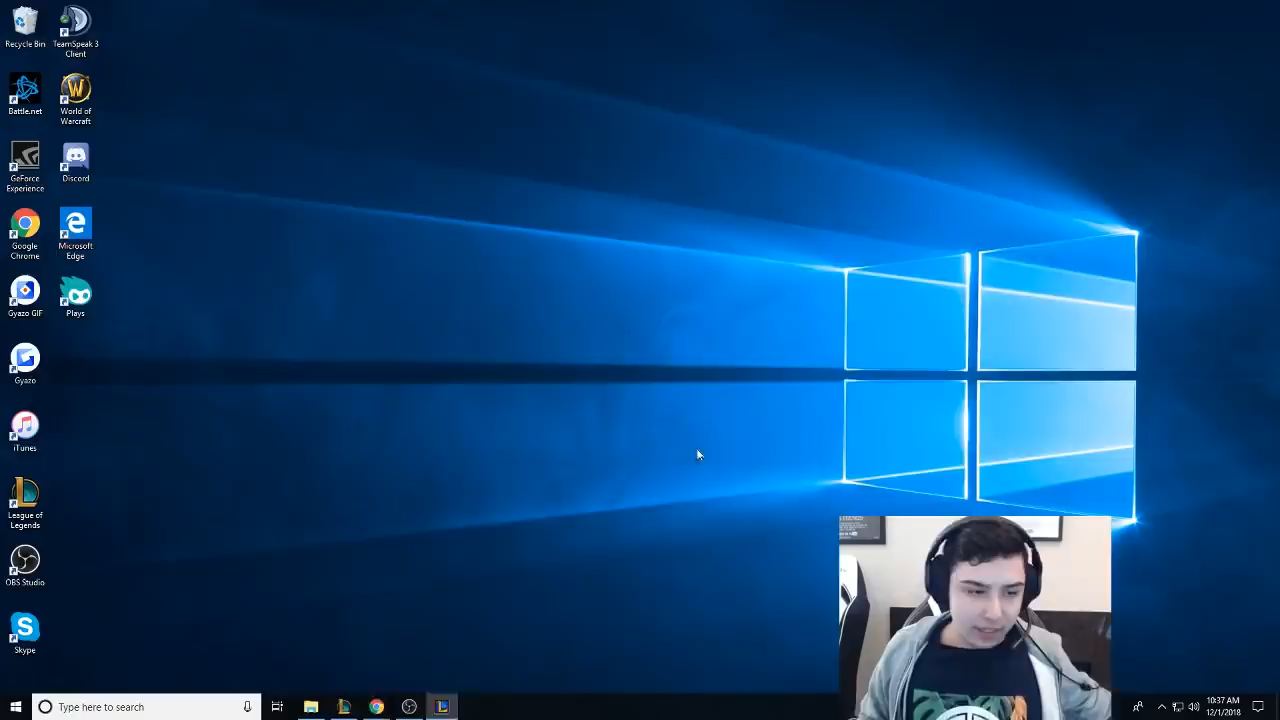 Recycle Bin
TeamSpeak 3
Client
Battle.net
World of
Warcraft
GeForce
Experience
Discord
Google
Chrome
Microsoft
Edge
Gyazo GIF
Plays
Gyazo
iTunes
League of
Legends
OBS Studio
Skype
Type here to search
10:37 AM
12/1/2018